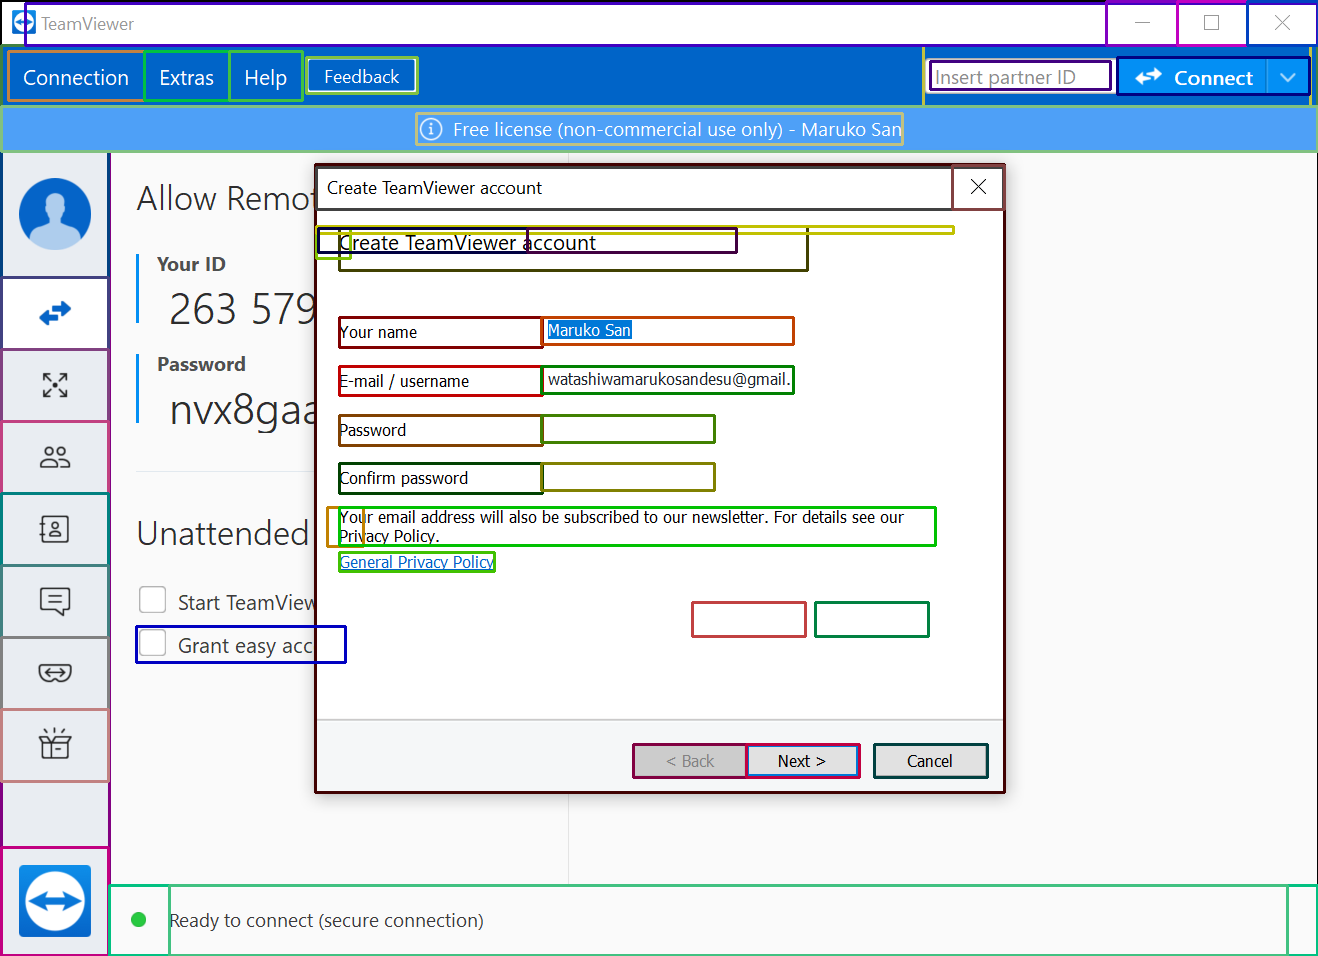 TeamViewer
Connection Extras Help Feedback
Insert partner ID
Connect
Free license (non-commercial use only) - Maruko San
Allow Remot
Your ID
263 579
Password
nvx8gaa
Unattended
Start TeamView
Grant easy acc
Create TeamViewer account
Create TeamViewer account
Your name
Maruko San
E-mail / username
watashiwamarukosandesu@gmail.
Password
Confirm password
Your email address will also be subscribed to our newsletter. For details see our
Privacy Policy.
General Privacy Policy
< Back
Next >
Cancel
Ready to connect (secure connection)